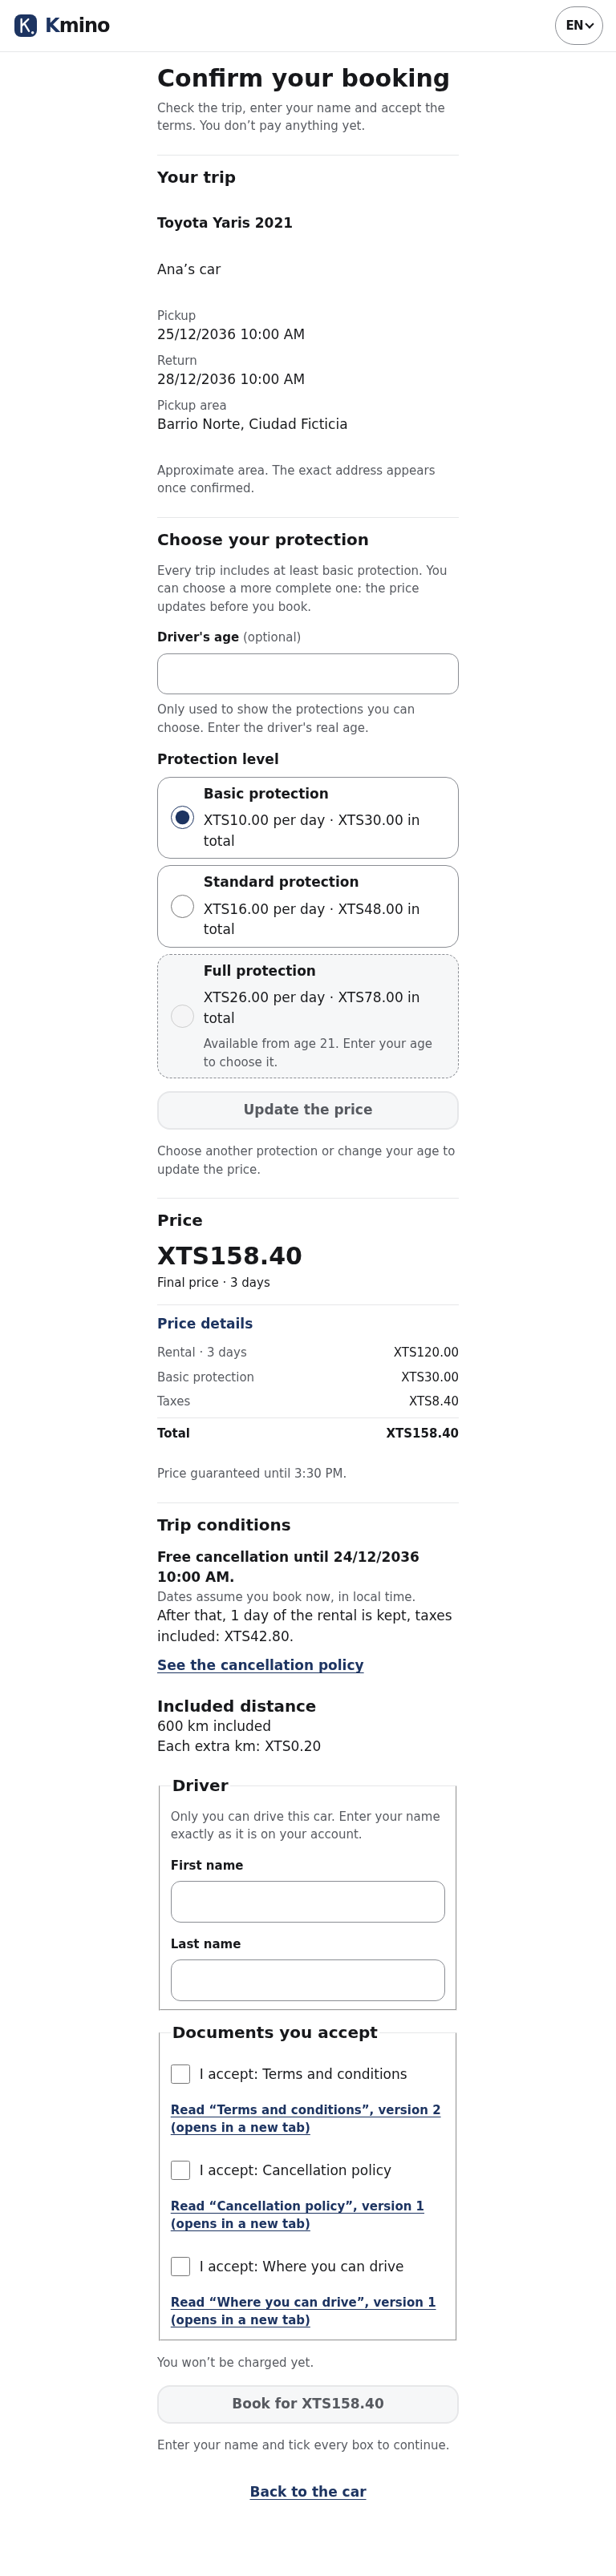 Kmino
EN
Confirm your booking
Check the trip, enter your name and accept the
terms. You don’t pay anything yet.
Your trip
Toyota Yaris 2021
Ana’s car
Pickup
25/12/2036 10:00 AM
Return
28/12/2036 10:00 AM
Pickup area
Barrio Norte, Ciudad Ficticia
Approximate area. The exact address appears
once confirmed.
Choose your protection
Every trip includes at least basic protection. You
can choose a more complete one: the price
updates before you book.
Driver's age (optional)
Only used to show the protections you can
choose. Enter the driver's real age.
Protection level
Basic protection
XTS10.00 per day · XTS30.00 in
total
Standard protection
XTS16.00 per day · XTS48.00 in
total
Full protection
XTS26.00 per day · XTS78.00 in
total
Available from age 21. Enter your age
to choose it.
Update the price
Choose another protection or change your age to
update the price.
Price
XTS158.40
Final price · 3 days
Price details
Rental · 3 days XTS120.00
Basic protection XTS30.00
Taxes XTS8.40
Total XTS158.40
Price guaranteed until 3:30 PM.
Trip conditions
Free cancellation until 24/12/2036
10:00 AM.
Dates assume you book now, in local time.
After that, 1 day of the rental is kept, taxes
included: XTS42.80.
See the cancellation policy
Included distance
600 km included
Each extra km: XTS0.20
Driver
Only you can drive this car. Enter your name
exactly as it is on your account.
First name
Last name
Documents you accept
I accept: Terms and conditions
Read “Terms and conditions”, version 2
(opens in a new tab)
I accept: Cancellation policy
Read “Cancellation policy”, version 1
(opens in a new tab)
I accept: Where you can drive
Read “Where you can drive”, version 1
(opens in a new tab)
You won’t be charged yet.
Book for XTS158.40
Enter your name and tick every box to continue.
Back to the car